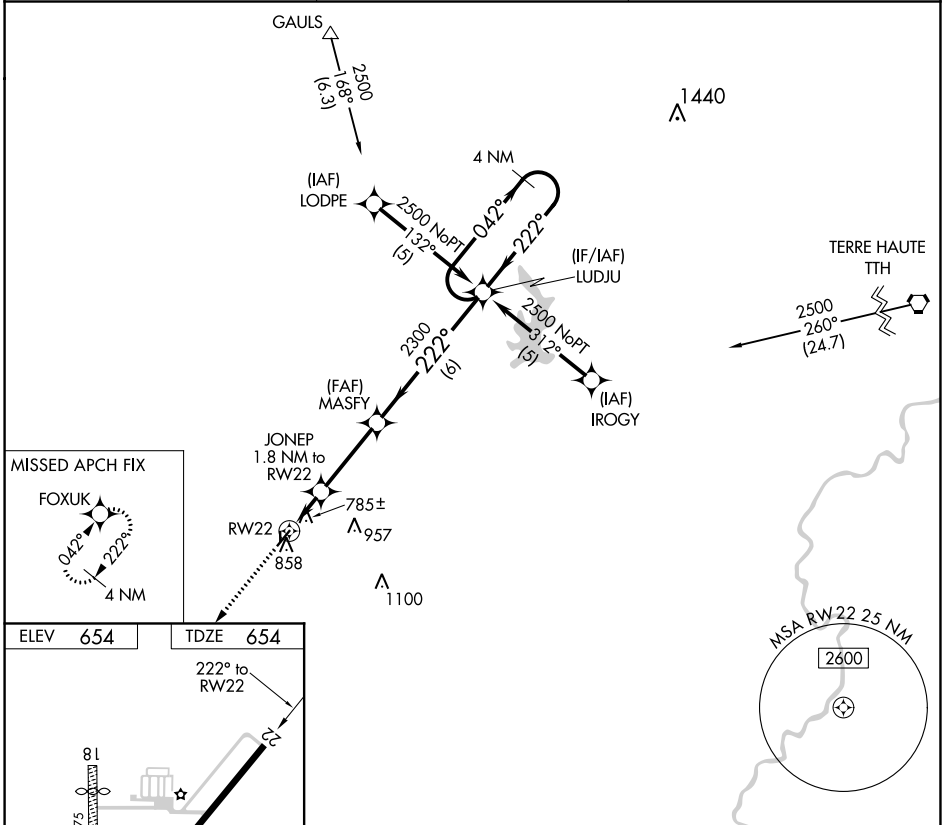 GAULS
2500
168°
(6.3)
1440
4 NM
(IAF)
LODPE
2500 NoPT
132°
(5)
042°
222°
(IF/IAF)
LUDJU
TERRE HAUTE
TTH
2500
260°
(24.7)
2500 NoPT
312°
(5)
2300
222°
(6)
(IAF)
IROGY
(FAF)
MASFY
JONEP
1.8 NM to
RW22
MISSED APCH FIX
FOXUK
042°
222°
4 NM
785±
RW22
957
858
1100
ELEV 654
TDZE 654
222° to
RW22
22
18
75
MSA RW22 25 NM
2600